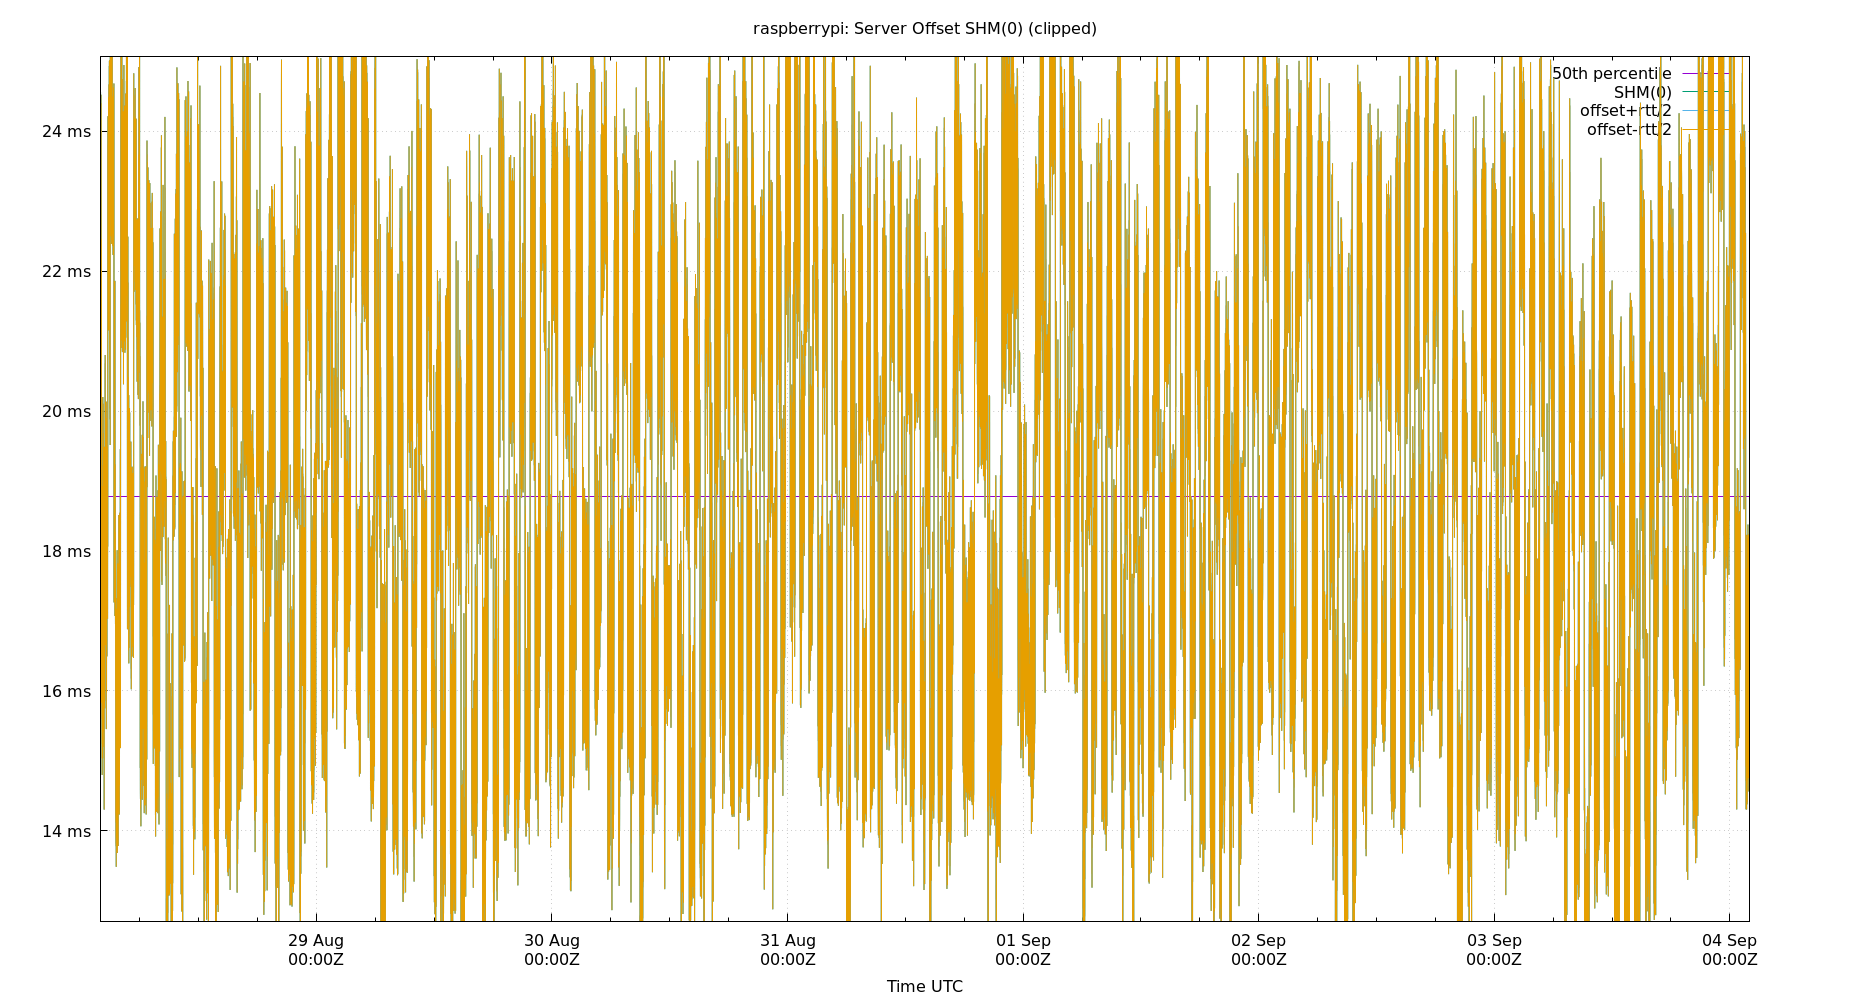 raspberrypi: Server Offset SHM(0) (clipped)
50th percentile
SHM(0)
offset+rtt/2
offset-rtt/2
24 ms
22 ms
20 ms
18 ms
16 ms
14 ms
29 Aug
00:00Z
30 Aug
00:00Z
31 Aug
00:00Z
01 Sep
00:00Z
02 Sep
00:00Z
03 Sep
00:00Z
04 Sep
00:00Z
Time UTC